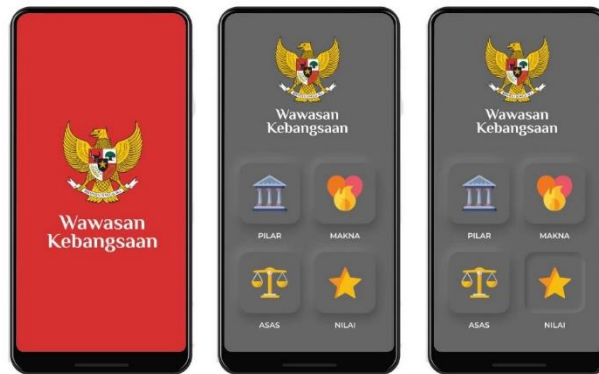 Wawasan
Kebangsaan
Wawasan
Kebangsaan
PILAR
MAKNA
ASAS
NILAI
Wawasan
Kebangsaan
PILAR
MAKNA
ASAS
NILAI